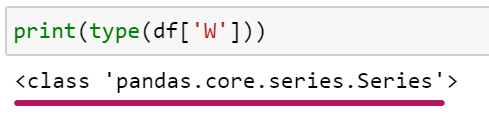 print(type(df['W']))
<class 'pandas.core.series.Series'>